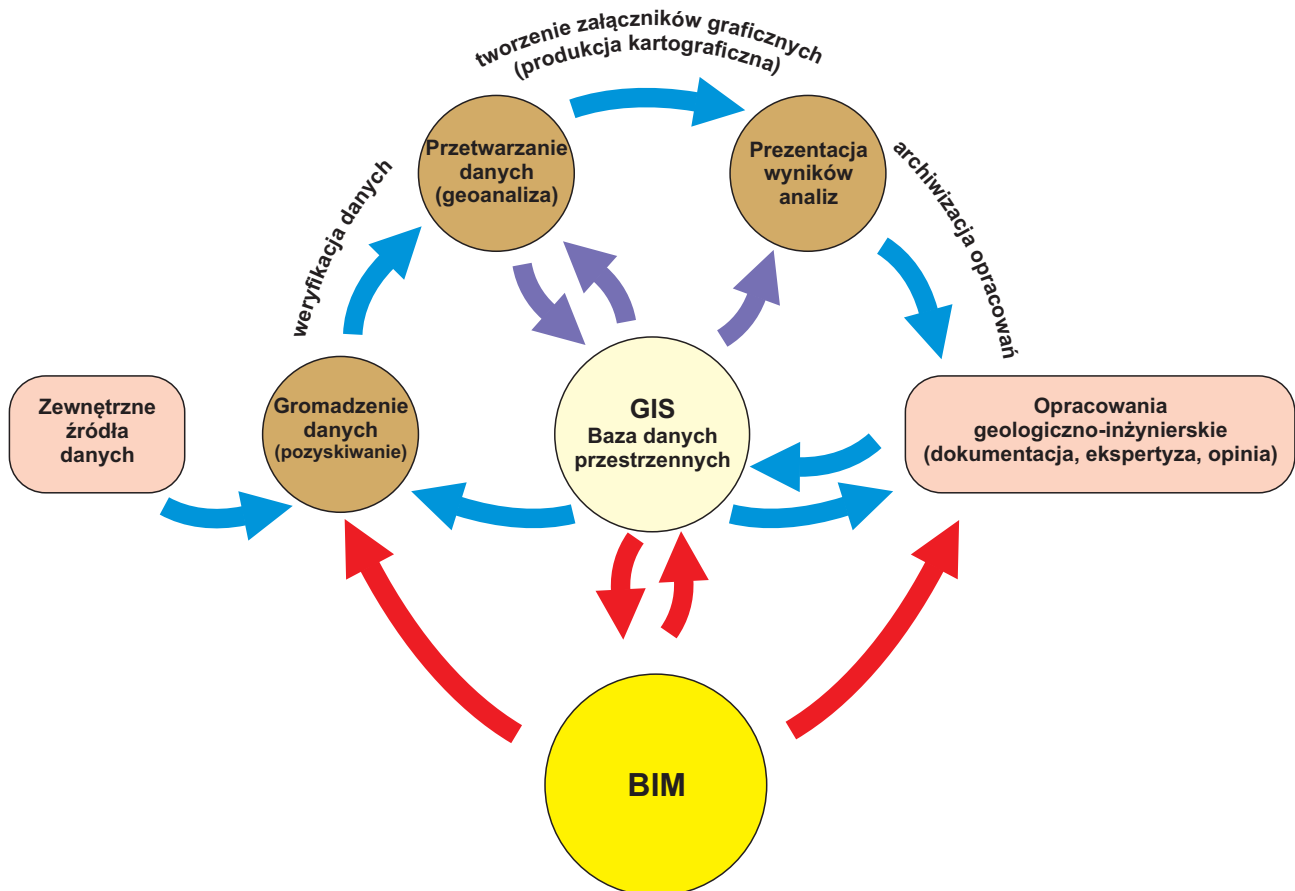 tworzenie załączników graficznych
(produkcja kartograficzna)
Przetwarzanie
danych
(geoanaliza)
Prezentacja
wyników
analiz
weryfikacja danych
archiwizacja opracowań
Zewnętrzne
źródła
danych
Gromadzenie
danych
(pozyskiwanie)
GIS
Baza danych
przestrzennych
Opracowania
geologiczno-inżynierskie
(dokumentacja, ekspertyza, opinia)
BIM